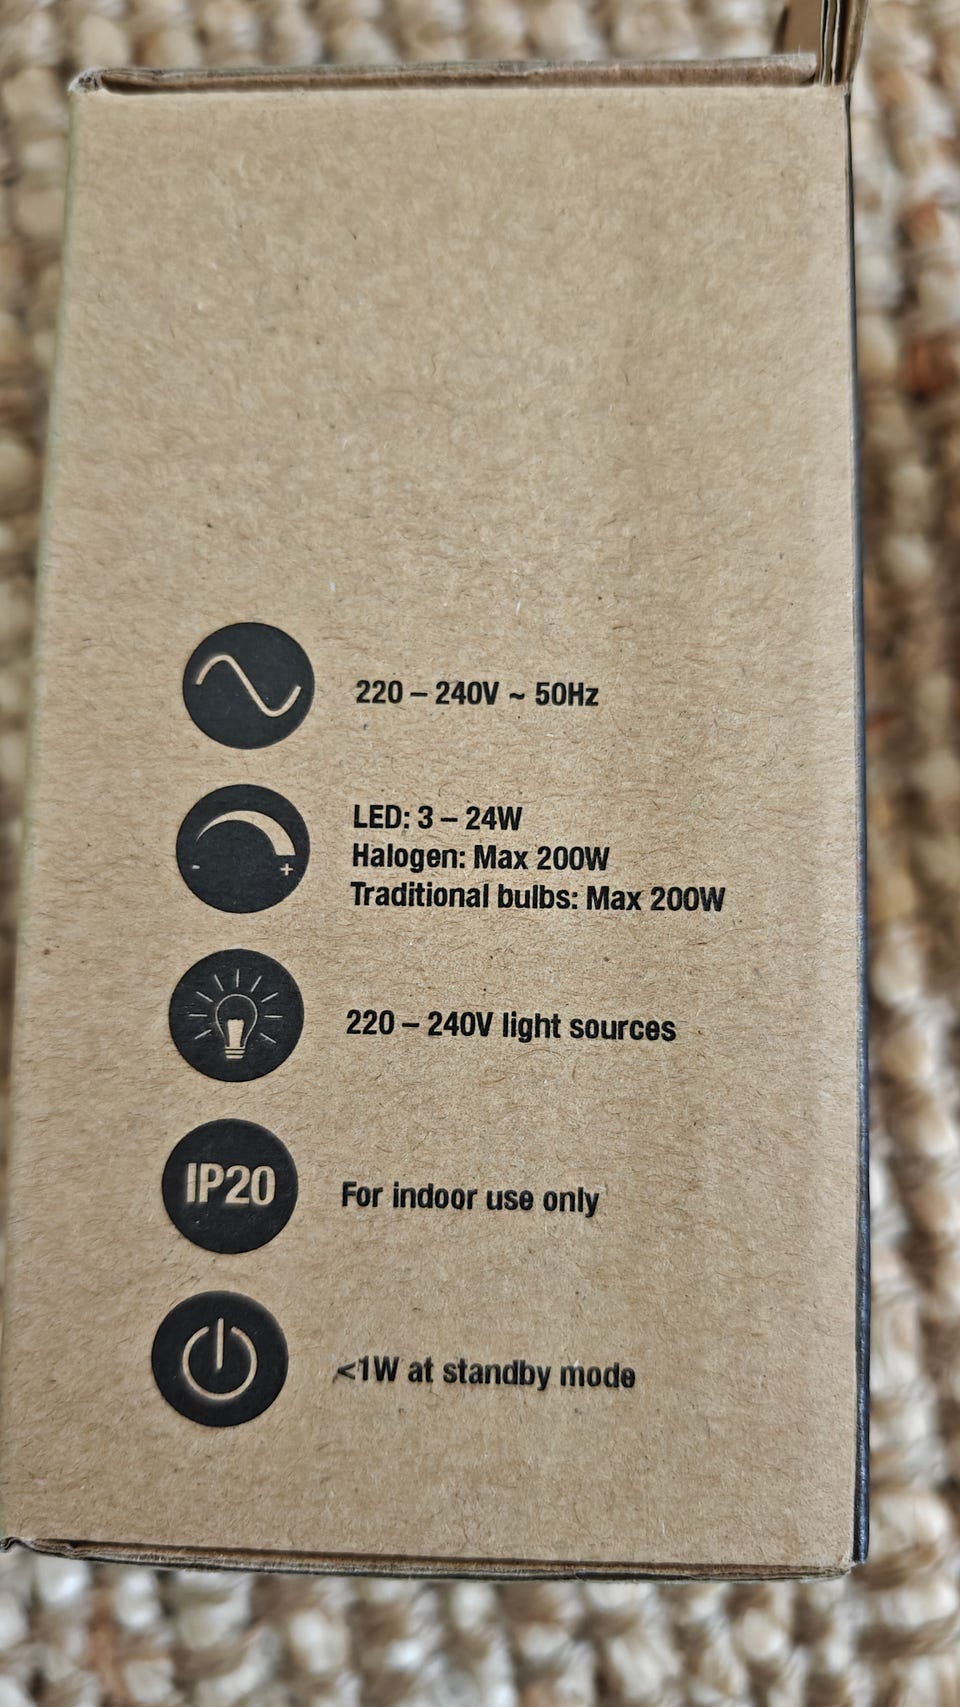 220 – 240V ~ 50Hz
- +
LED: 3 – 24W
Halogen: Max 200W
Traditional bulbs: Max 200W
220 – 240V light sources
IP20
For indoor use only
<1W at standby mode